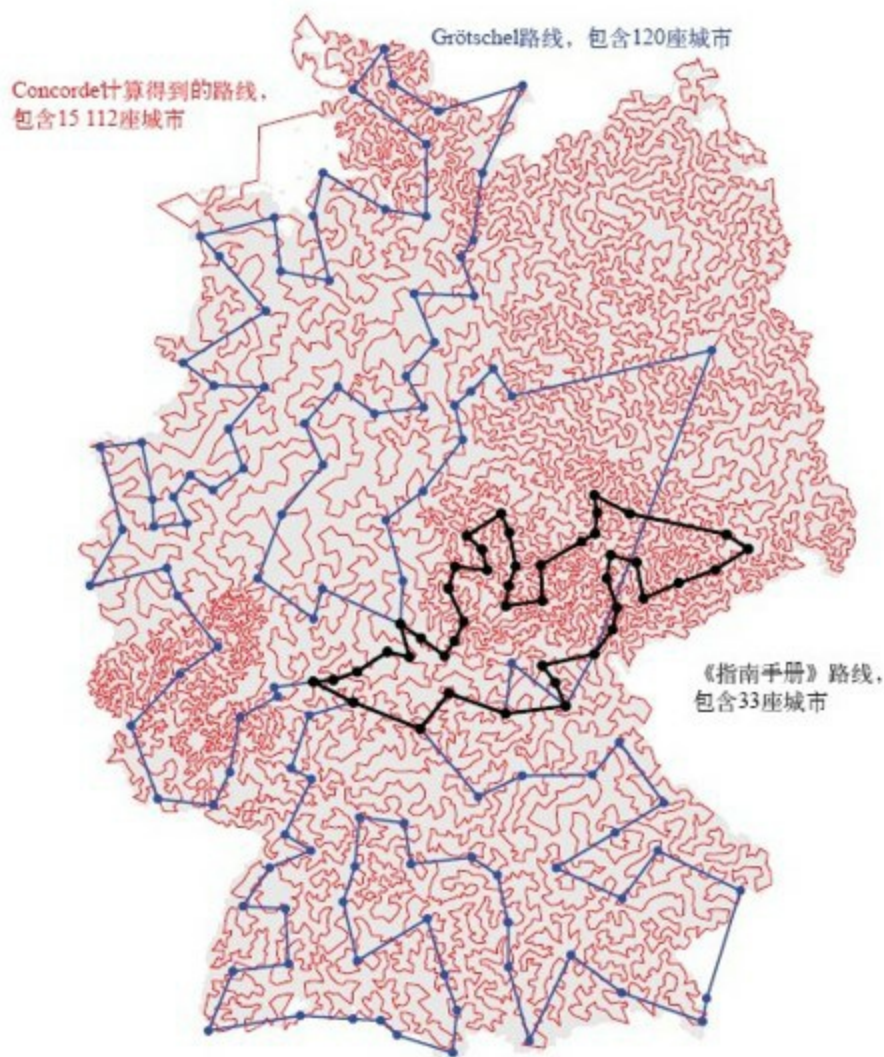 Grötschel路线，包含120座城市
Concorde计算得到的路线，
包含15 112座城市
《指南手册》路线，
包含33座城市